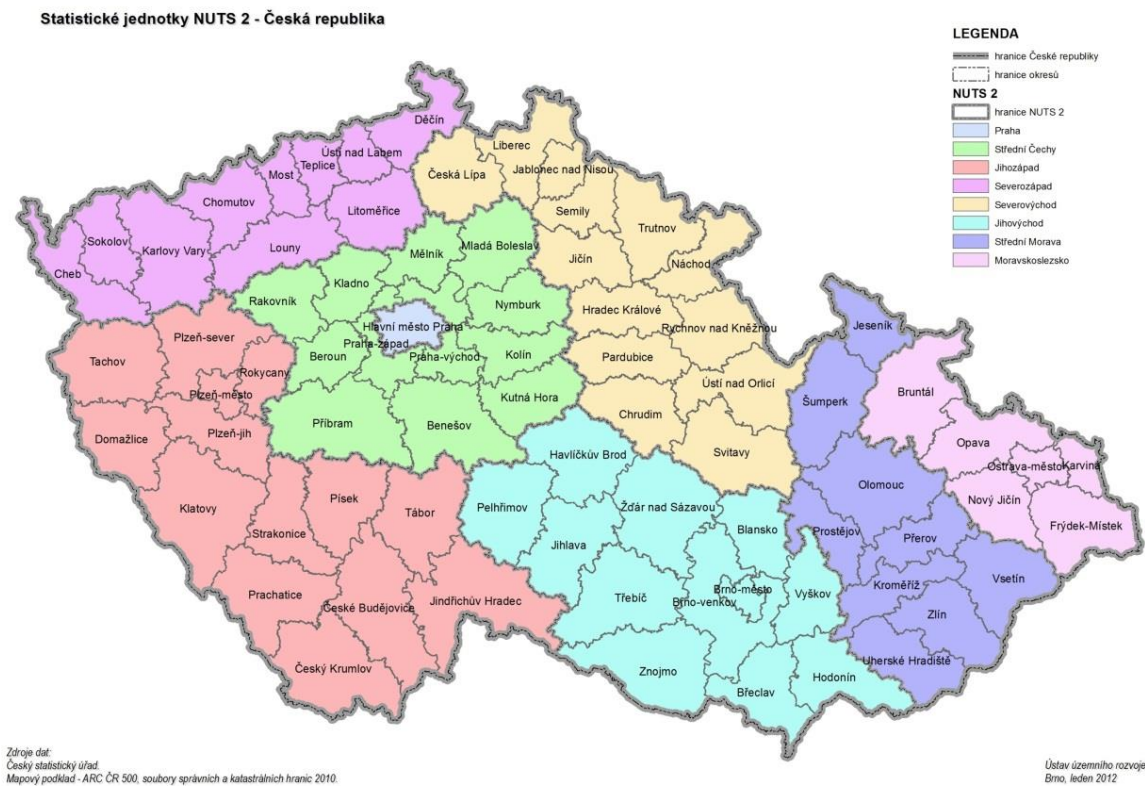 Statistické jednotky NUTS 2 - Česká republika
LEGENDA
hranice České republiky
hranice okresů
NUTS 2
hranice NUTS 2
Praha
Střední Čechy
Jihozápad
Severozápad
Severovýchod
Jihovýchod
Střední Morava
Moravskoslezsko
Děčín
Ústí nad Labem
Teplice
Most
Chomutov
Litoměřice
Louny
Sokolov
Karlovy Vary
Cheb
Liberec
Jablonec nad Nisou
Česká Lípa
Semily
Trutnov
Jičín
Náchod
Hradec Králové
Rychnov nad Kněžnou
Pardubice
Ústí nad Orlicí
Chrudim
Svitavy
Mladá Boleslav
Mělník
Kladno
Rakovník
Nymburk
Hlavní město Praha
Praha-západ
Praha-východ
Beroun
Kolín
Kutná Hora
Příbram
Benešov
Plzeň-sever
Tachov
Rokycany
Plzeň-město
Plzeň-jih
Domažlice
Klatovy
Písek
Tábor
Strakonice
Prachatice
České Budějovice
Jindřichův Hradec
Český Krumlov
Havlíčkův Brod
Pelhřimov
Žďár nad Sázavou
Jihlava
Blansko
Třebíč
Brno-město
Brno-venkov
Vyškov
Znojmo
Břeclav
Hodonín
Jeseník
Šumperk
Olomouc
Prostějov
Přerov
Kroměříž
Vsetín
Zlín
Uherské Hradiště
Bruntál
Opava
Ostrava-město
Karviná
Nový Jičín
Frýdek-Místek
Zdroje dat:
Český statistický úřad.
Mapový podklad - ARC ČR 500, soubory správních a katastrálních hranic 2010.
Ústav územního rozvoje
Brno, leden 2012